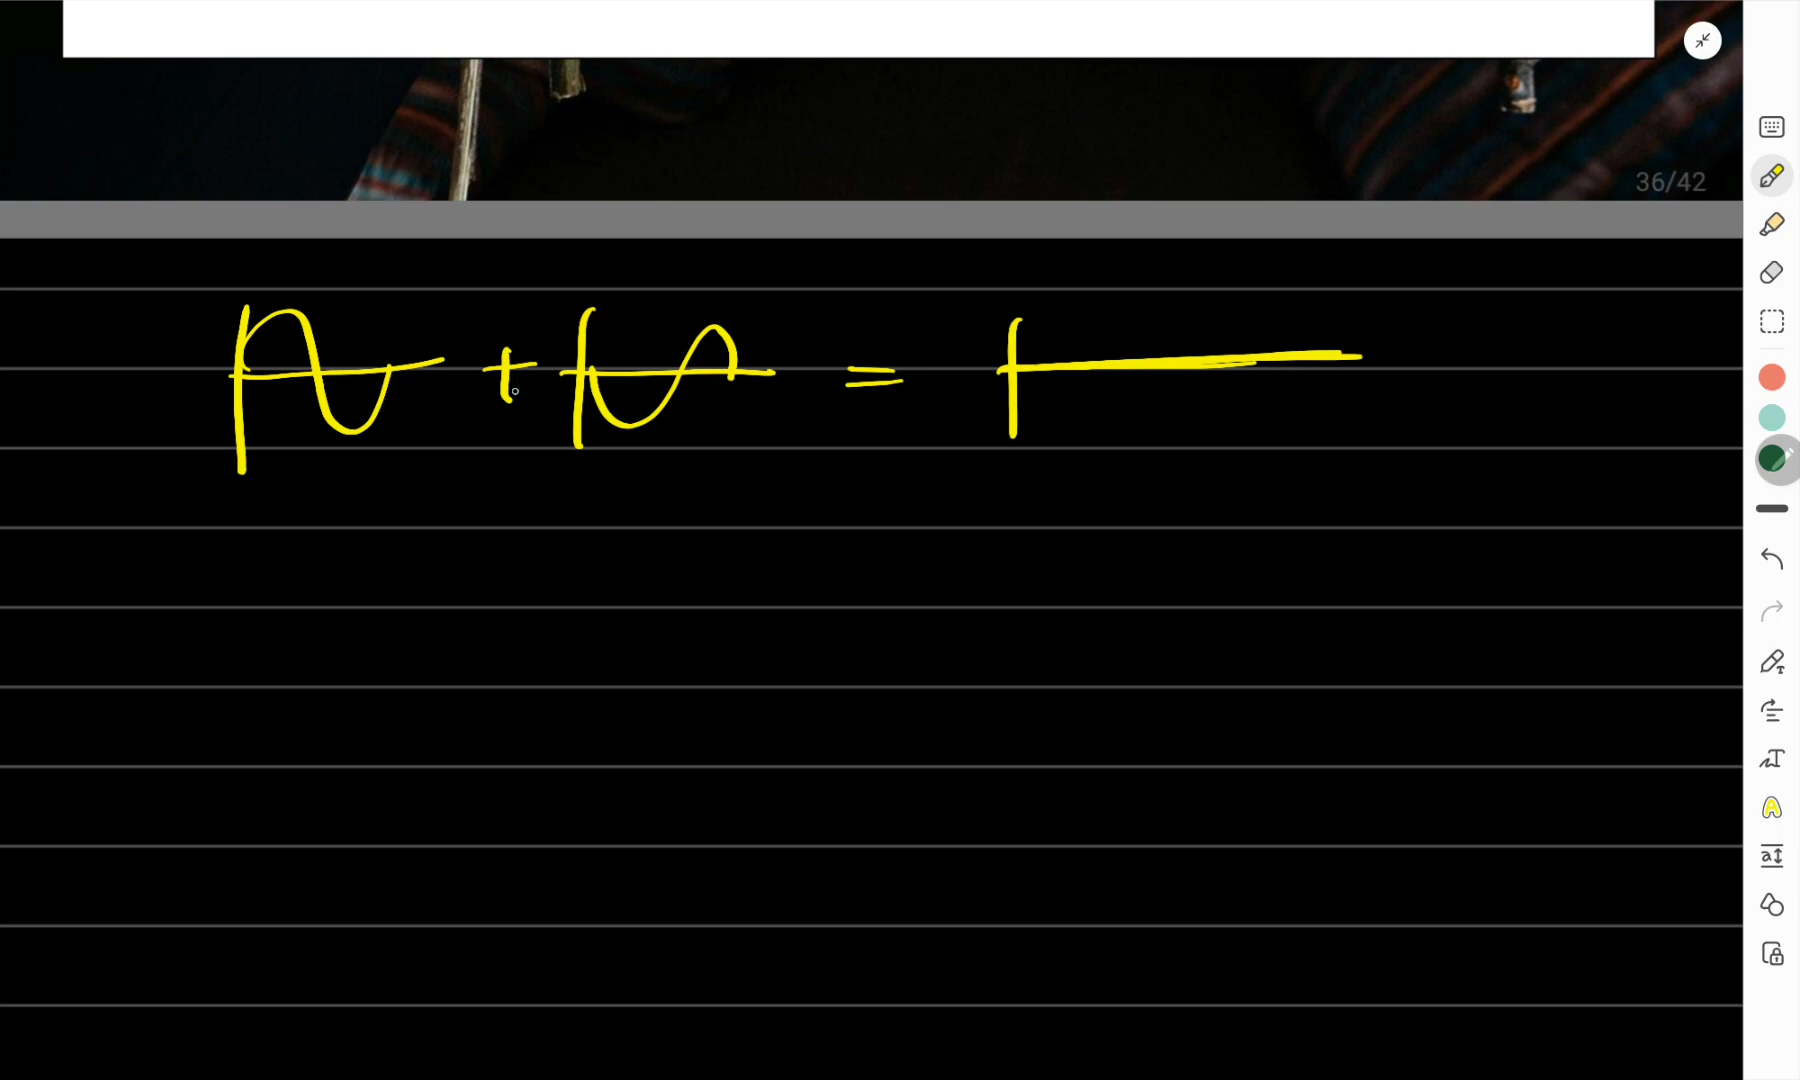 36/42
+ =